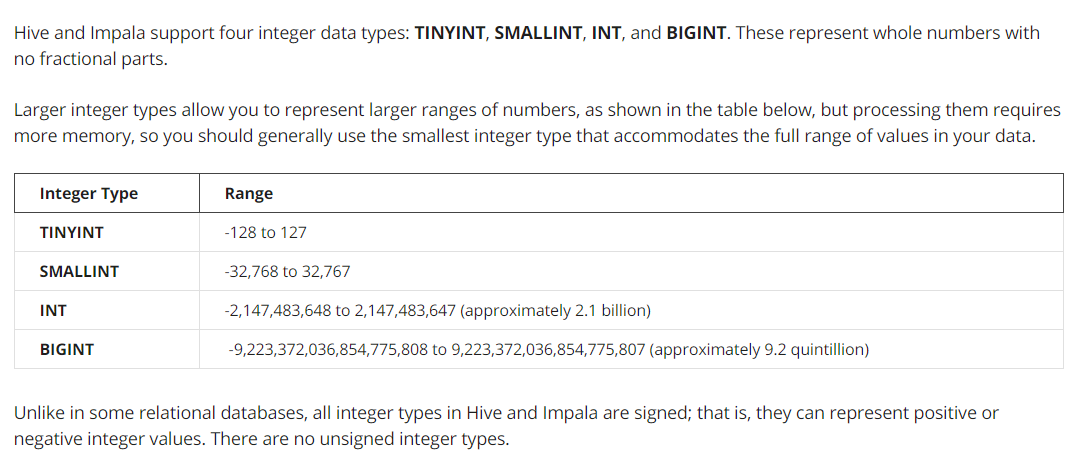 Hive and Impala support four integer data types: TINYINT, SMALLINT, INT, and BIGINT. These represent whole numbers with
no fractional parts.
Larger integer types allow you to represent larger ranges of numbers, as shown in the table below, but processing them requires
more memory, so you should generally use the smallest integer type that accommodates the full range of values in your data.
Integer Type Range
TINYINT -128 to 127
SMALLINT -32,768 to 32,767
INT -2,147,483,648 to 2,147,483,647 (approximately 2.1 billion)
BIGINT -9,223,372,036,854,775,808 to 9,223,372,036,854,775,807 (approximately 9.2 quintillion)
Unlike in some relational databases, all integer types in Hive and Impala are signed; that is, they can represent positive or
negative integer values. There are no unsigned integer types.